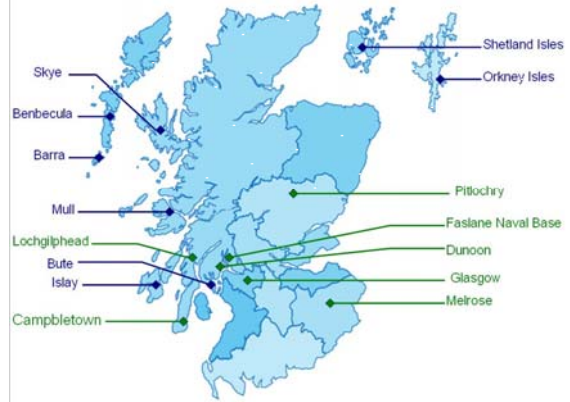 Shetland Isles
Skye
Orkney Isles
Benbecula
Barra
Pitlochry
Mull
Faslane Naval Base
Lochgilphead
Dunoon
Bute
Glasgow
Islay
Melrose
Campbletown